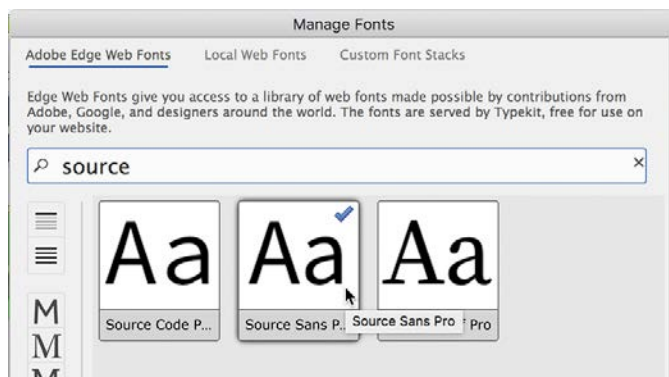 Manage Fonts
Adobe Edge Web Fonts Local Web Fonts Custom Font Stacks
Edge Web Fonts give you access to a library of web fonts made possible by contributions from
Adobe, Google, and designers around the world. The fonts are served by Typekit, free for use on
your website.
source ×
Aa Aa Aa
M
Source Code P... Source Sans P... Source Sans Pro Pro
M
M